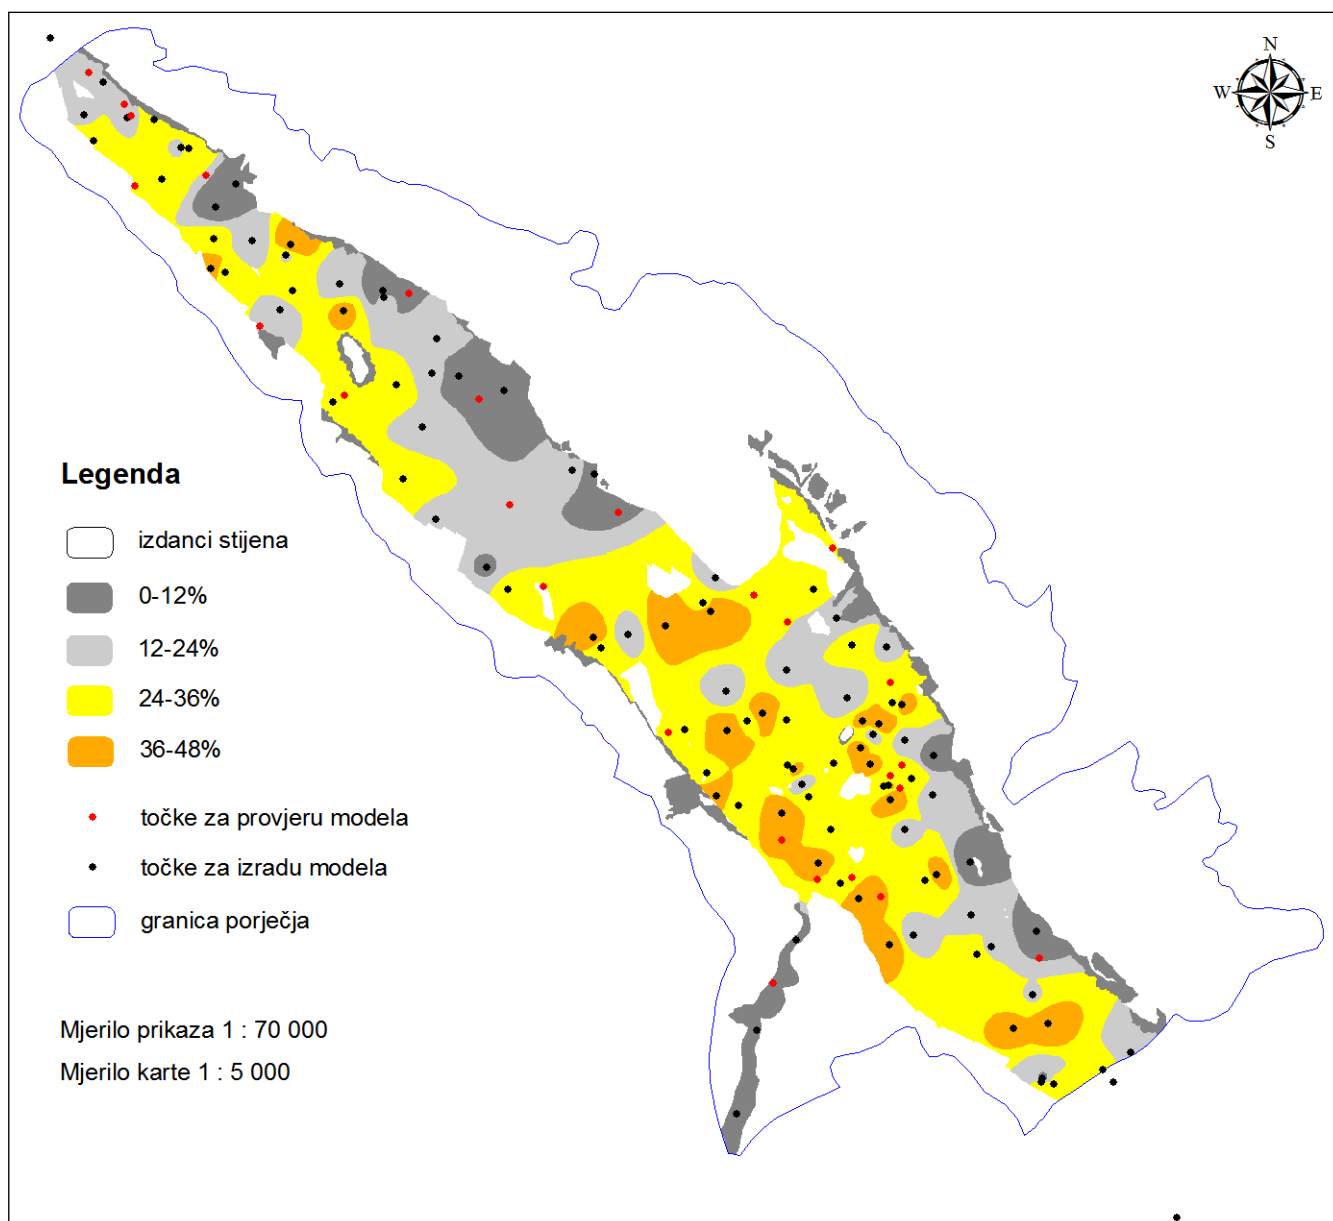 N
W E
S
Legenda
izdanci stijena
0-12%
12-24%
24-36%
36-48%
točke za provjeru modela
točke za izradu modela
granica porječja
Mjerilo prikaza 1 : 70 000
Mjerilo karte 1 : 5 000